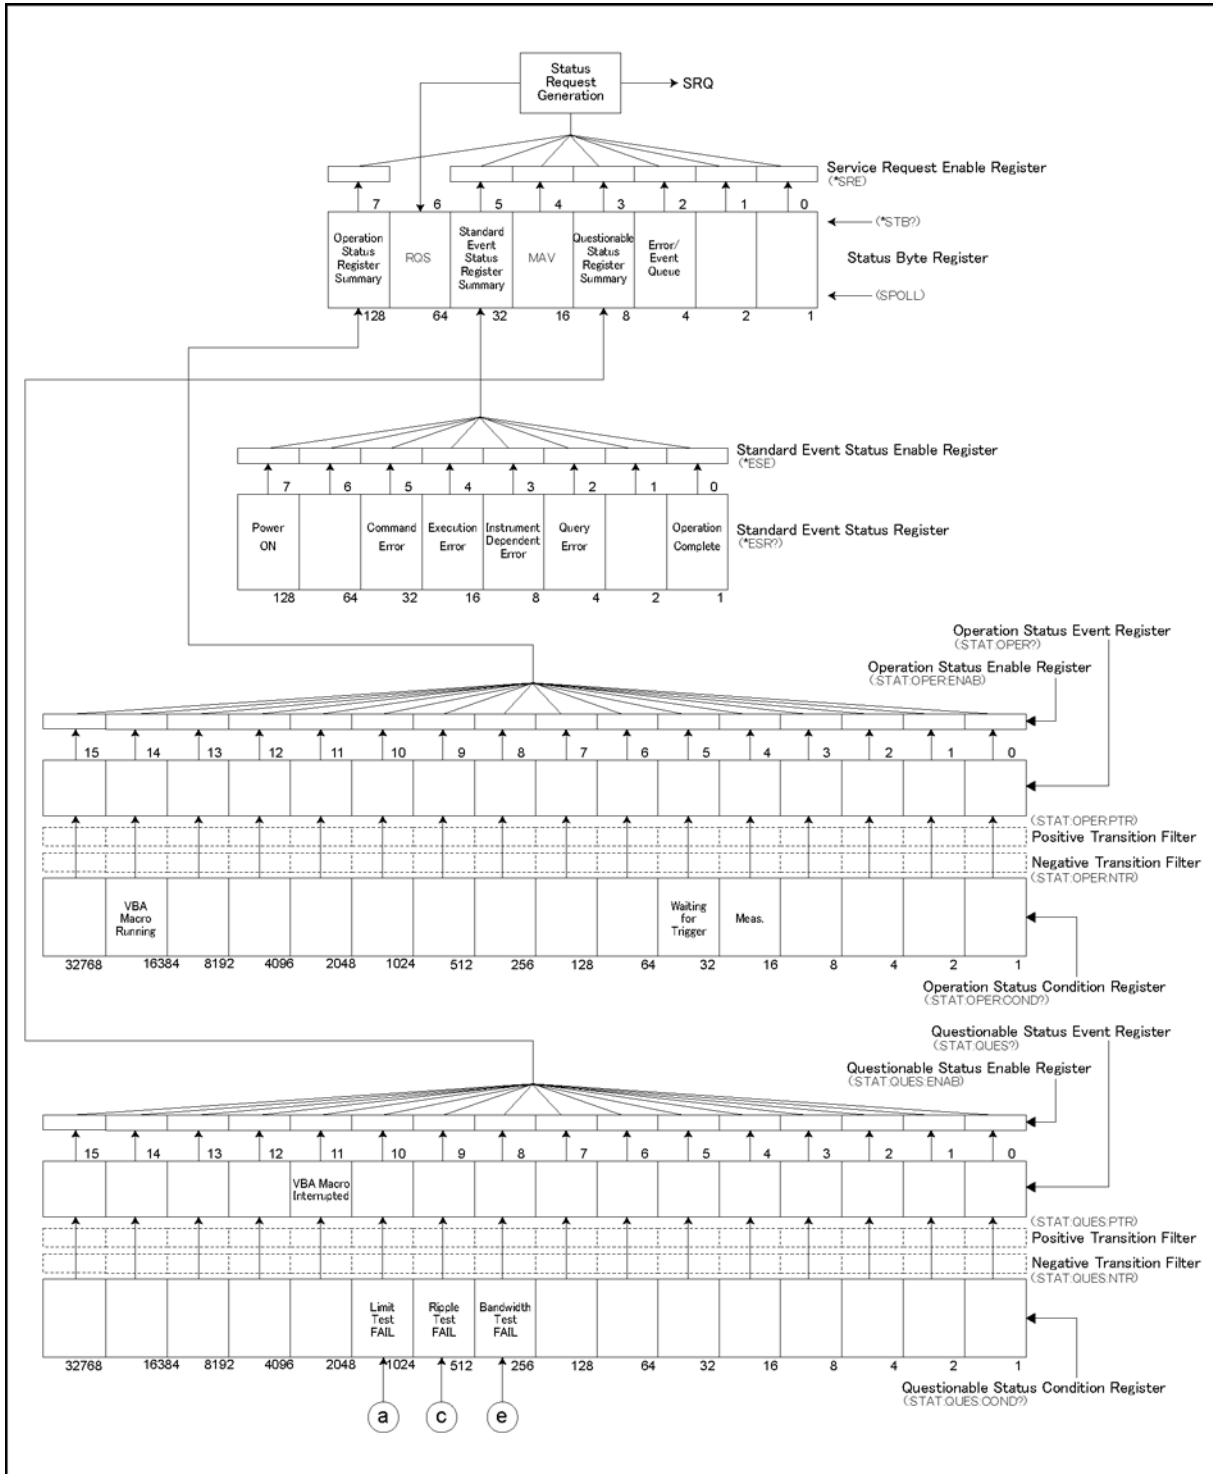 Status
Request
Generation
SRQ
Service Request Enable Register
(*SRE)
7 6 5 4 3 2 1 0
(*STB?)
Operation
Status
Register
Summary
RQS
Standard
Event
Status
Register
Summary
MAV
Questionable
Status
Register
Summary
Error/
Event
Queue
Status Byte Register
(SPOLL)
128 64 32 16 8 4 2 1
Standard Event Status Enable Register
(*ESE)
7 6 5 4 3 2 1 0
Power
ON
Command
Error
Execution
Error
Instrument
Dependent
Error
Query
Error
Operation
Complete
Standard Event Status Register
(*ESR?)
128 64 32 16 8 4 2 1
Operation Status Event Register
(STAT:OPER?)
Operation Status Enable Register
(STAT:OPER:ENAB)
15 14 13 12 11 10 9 8 7 6 5 4 3 2 1 0
(STAT:OPER:PTR)
Positive Transition Filter
Negative Transition Filter
(STAT:OPER:NTR)
VBA
Macro
Running
Waiting
for
Trigger
Meas.
32768 16384 8192 4096 2048 1024 512 256 128 64 32 16 8 4 2 1
Operation Status Condition Register
(STAT:OPER:COND?)
Questionable Status Event Register
(STAT:QUES?)
Questionable Status Enable Register
(STAT:QUES:ENAB)
15 14 13 12 11 10 9 8 7 6 5 4 3 2 1 0
VBA Macro
Interrupted
(STAT:QUES:PTR)
Positive Transition Filter
Negative Transition Filter
(STAT:QUES:NTR)
Limit
Test
FAIL
Ripple
Test
FAIL
Bandwidth
Test
FAIL
32768 16384 8192 4096 2048 1024 512 256 128 64 32 16 8 4 2 1
Questionable Status Condition Register
(STAT:QUES:COND?)
a c e